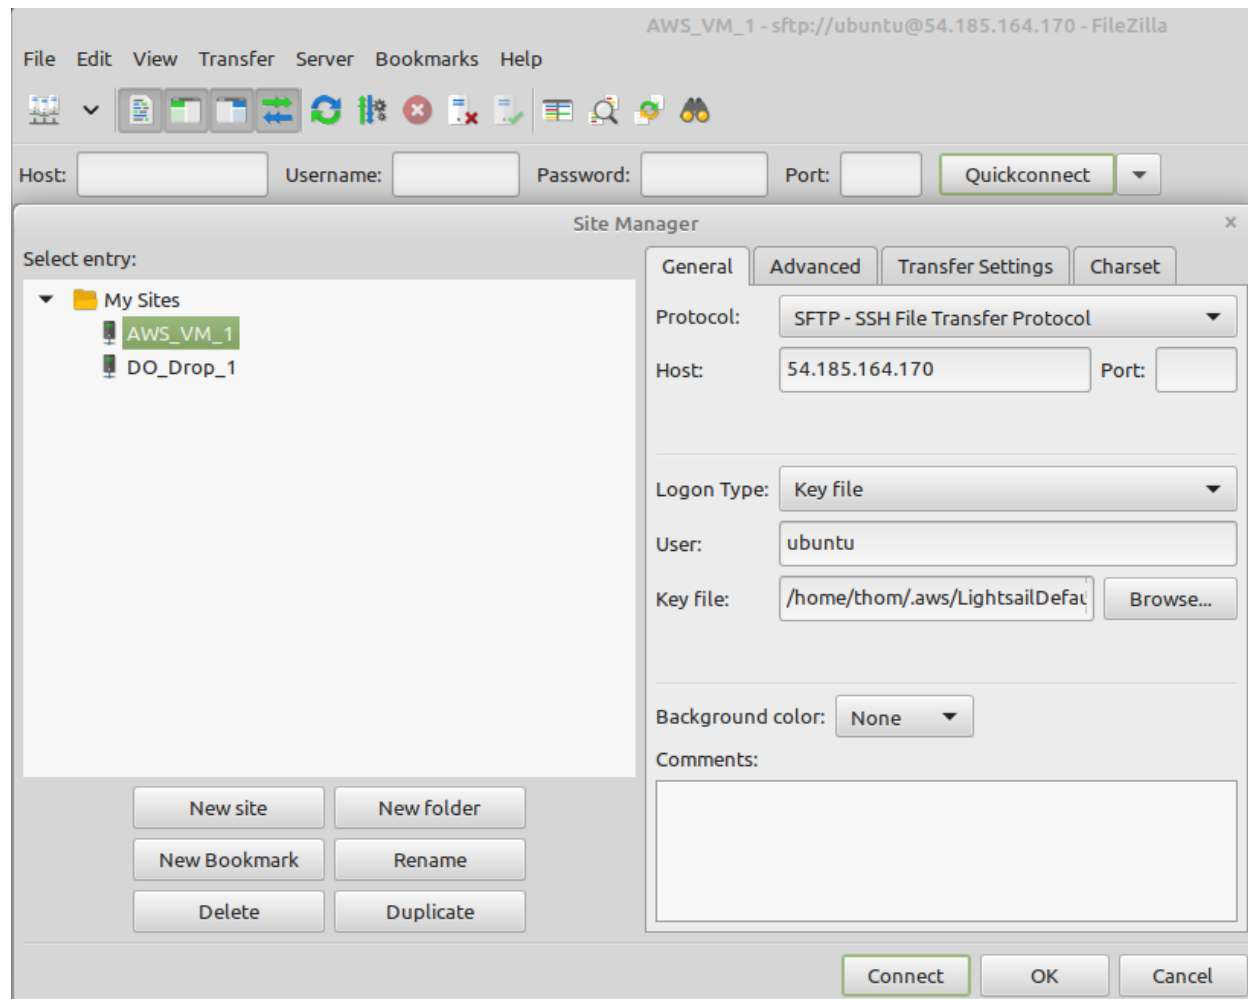 AWS_VM_1 - sftp://ubuntu@54.185.164.170 - FileZilla
File Edit View Transfer Server Bookmarks Help
Host: Username: Password: Port: Quickconnect
Site Manager
Select entry:
My Sites
AWS_VM_1
DO_Drop_1
New site New folder
New Bookmark Rename
Delete Duplicate
General Advanced Transfer Settings Charset
Protocol: SFTP - SSH File Transfer Protocol
Host: 54.185.164.170 Port:
Logon Type: Key file
User: ubuntu
Key file: /home/thom/.aws/LightsailDefau Browse...
Background color: None
Comments:
Connect OK Cancel